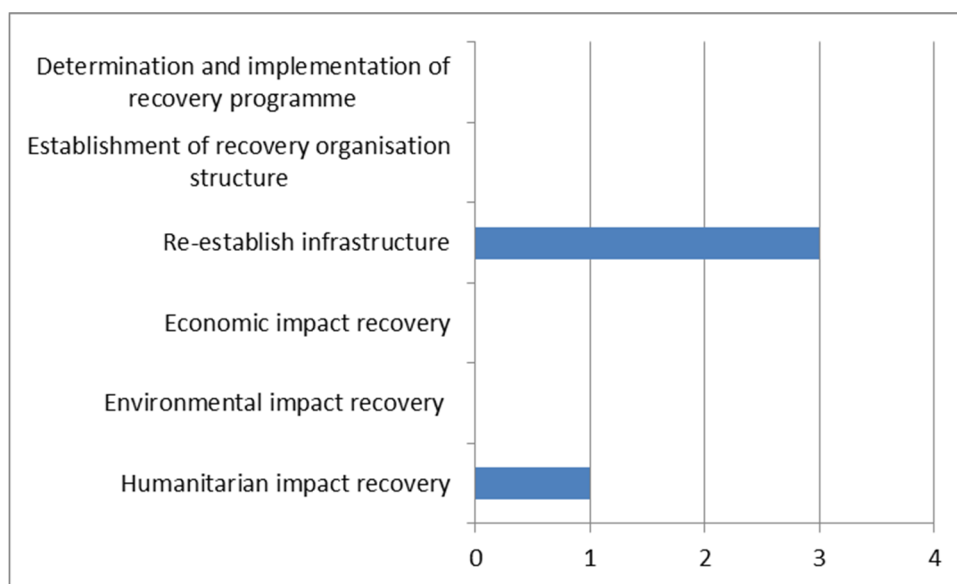 Determination and implementation of
recovery programme
Establishment of recovery organisation
structure
Re-establish infrastructure
Economic impact recovery
Environmental impact recovery
Humanitarian impact recovery
0 1 2 3 4